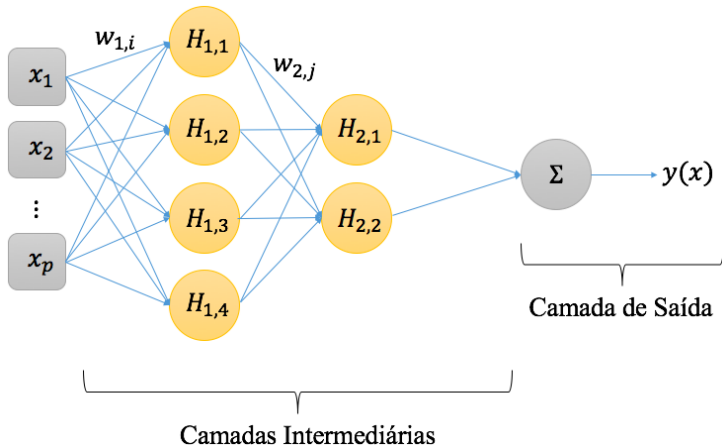 w₁,ᵢ
H₁,₁
w₂,ⱼ
x₁
H₁,₂
H₂,₁
x₂
Σ
y(x)
⋮
H₁,₃
H₂,₂
xₚ
H₁,₄
Camada de Saída
Camadas Intermediárias